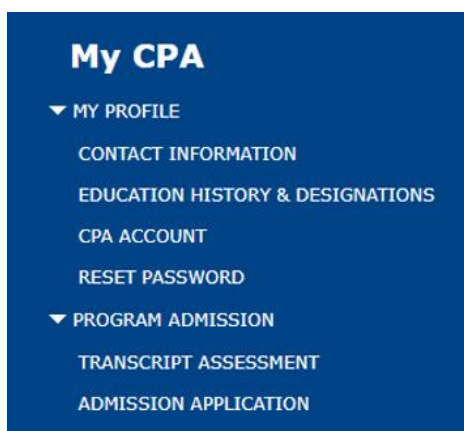 My CPA
MY PROFILE
CONTACT INFORMATION
EDUCATION HISTORY & DESIGNATIONS
CPA ACCOUNT
RESET PASSWORD
PROGRAM ADMISSION
TRANSCRIPT ASSESSMENT
ADMISSION APPLICATION